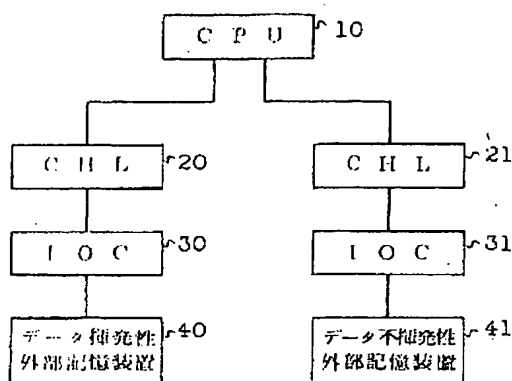 CPU 10
CHL 20
CHL 21
IOC 30
IOC 31
データ揮発性
外部記憶装置 40
データ不揮発性
外部記憶装置 41